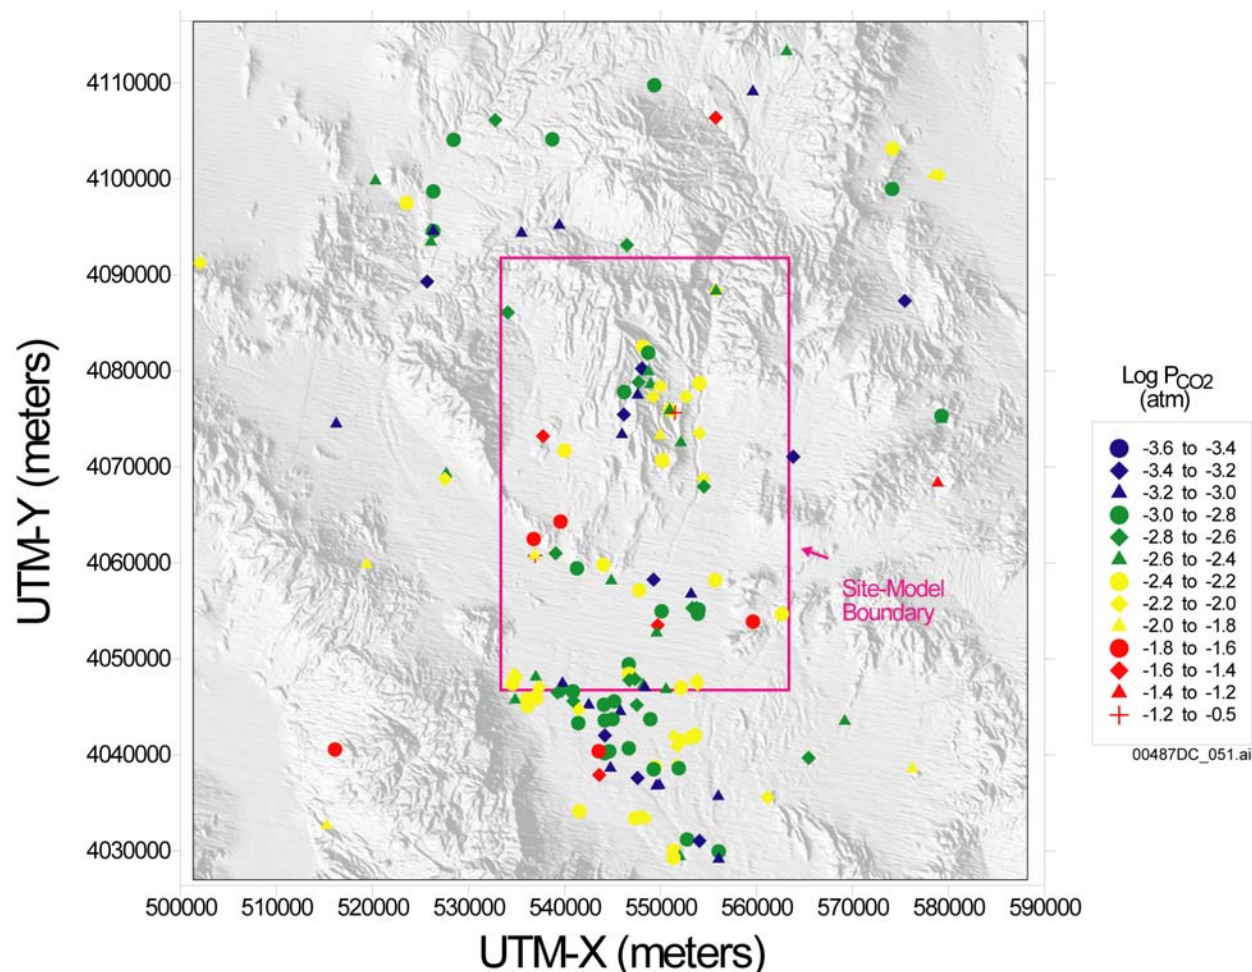 4110000
4100000
4090000
4080000
4070000
4060000
4050000
4040000
4030000
UTM-Y (meters)
500000 510000 520000 530000 540000 550000 560000 570000 580000 590000
UTM-X (meters)
Site-Model
Boundary
Log PCO2
(atm)
-3.6 to -3.4
-3.4 to -3.2
-3.2 to -3.0
-3.0 to -2.8
-2.8 to -2.6
-2.6 to -2.4
-2.4 to -2.2
-2.2 to -2.0
-2.0 to -1.8
-1.8 to -1.6
-1.6 to -1.4
-1.4 to -1.2
-1.2 to -0.5
00487DC_051.ai